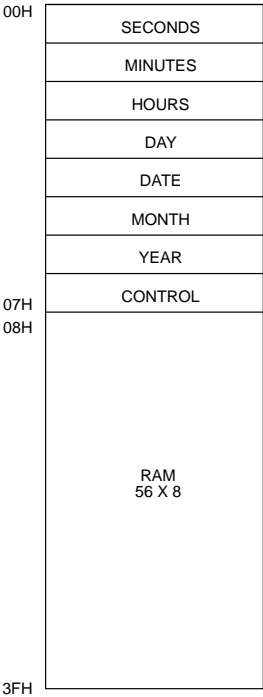 00H
SECONDS
MINUTES
HOURS
DAY
DATE
MONTH
YEAR
07H
CONTROL
08H
RAM
56 X 8
3FH